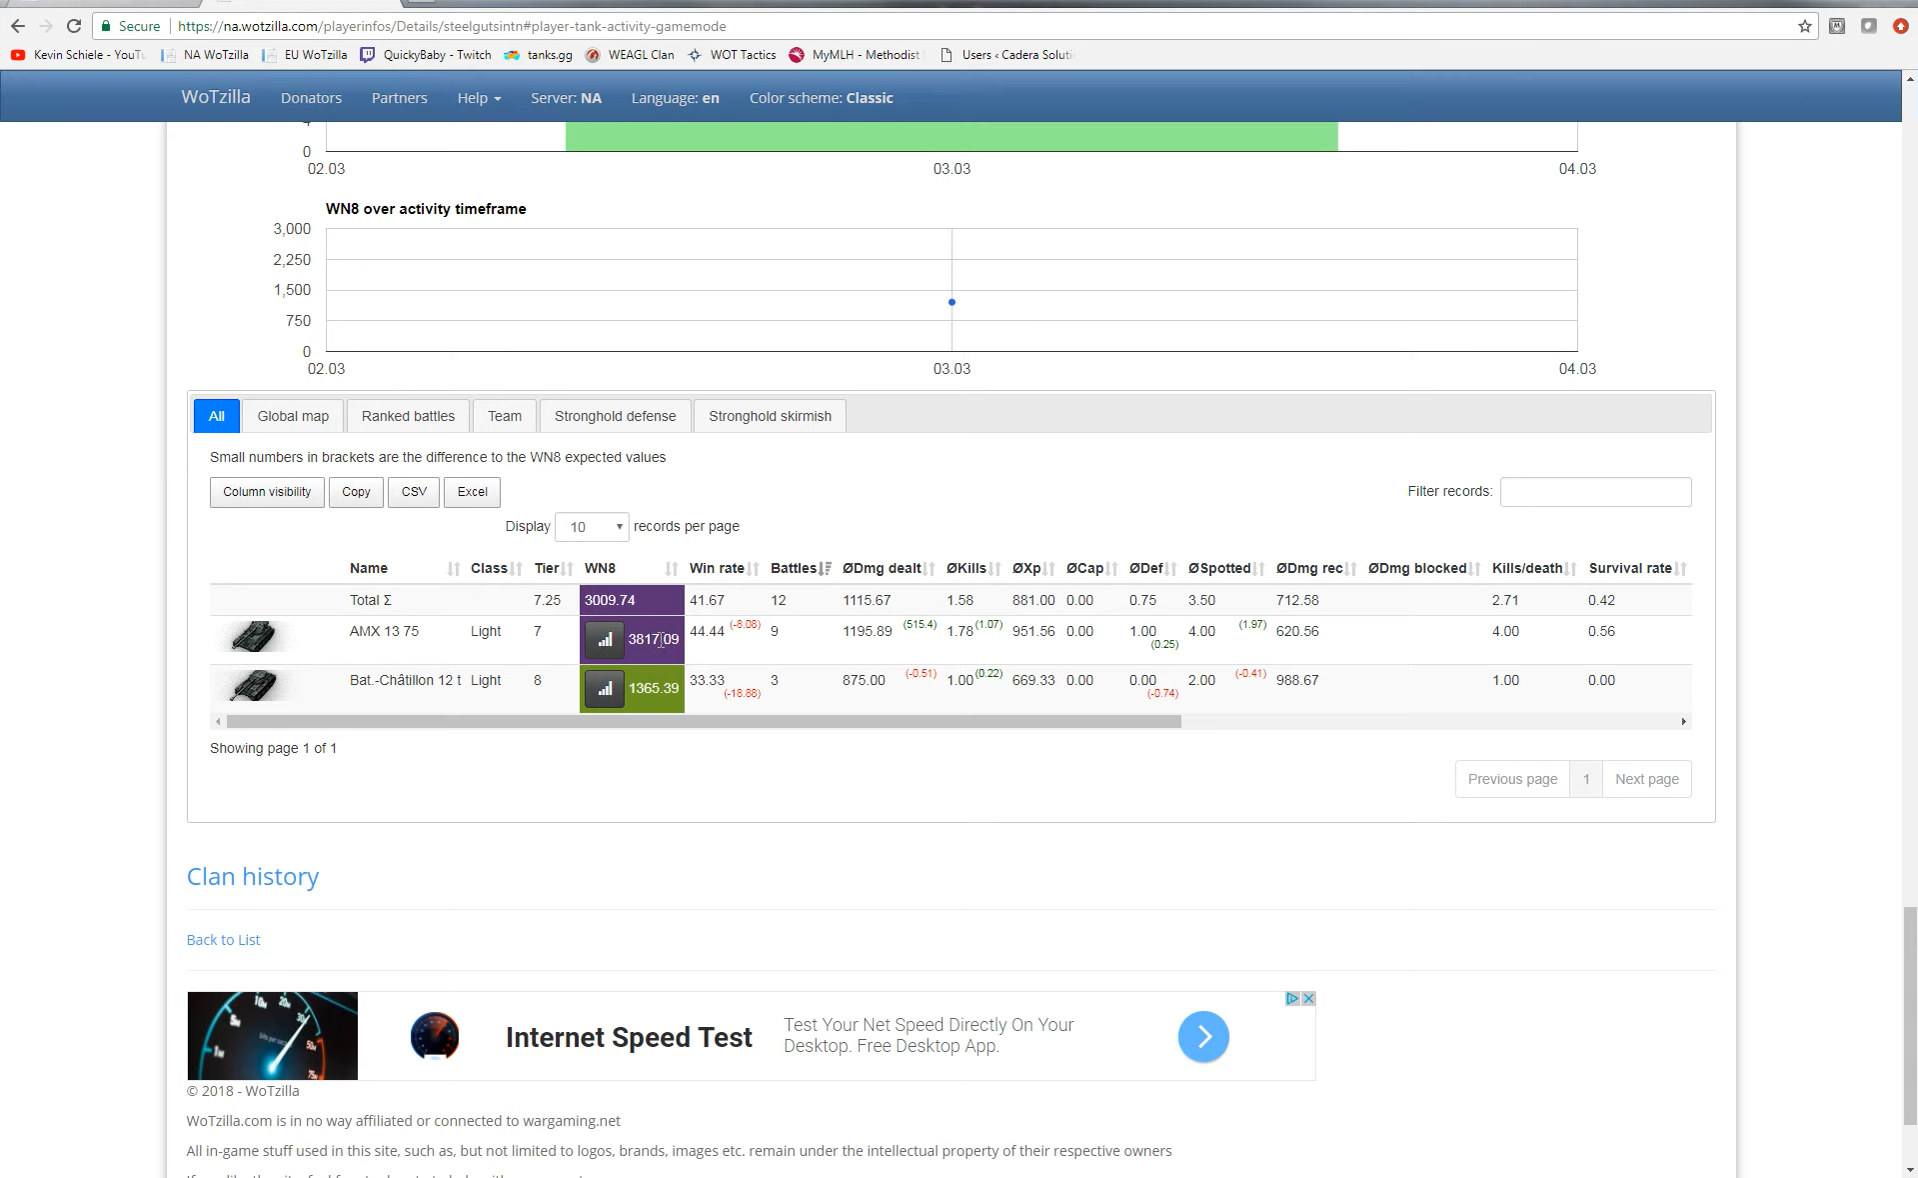 Secure https://na.wotzilla.com/playerinfos/Details/steelgutsintn#player-tank-activity-gamemode
Kevin Schiele - YouTu NA WoTzilla EU WoTzilla QuickyBaby - Twitch tanks.gg WEAGL Clan WOT Tactics MyMLH - Methodist Users ‹ Cadera Soluti
WoTzilla Donators Partners Help Server: NA Language: en Color scheme: Classic
4
0
02.03 03.03 04.03
WN8 over activity timeframe
3,000
2,250
1,500
750
0
02.03 03.03 04.03
All Global map Ranked battles Team Stronghold defense Stronghold skirmish
Small numbers in brackets are the difference to the WN8 expected values
Column visibility Copy CSV Excel Filter records:
Display 10 records per page
Name Class Tier WN8 Win rate Battles ØDmg dealt ØKills ØXp ØCap ØDef ØSpotted ØDmg rec ØDmg blocked Kills/death Survival rate
Total Σ 7.25 3009.74 41.67 12 1115.67 1.58 881.00 0.00 0.75 3.50 712.58 2.71 0.42
AMX 13 75 Light 7 3817.09 44.44 (-8.08) 9 1195.89 (515.4) 1.78 (1.07) 951.56 0.00 1.00 (0.25) 4.00 (1.97) 620.56 4.00 0.56
Bat.-Châtillon 12 t Light 8 1365.39 33.33 (-18.88) 3 875.00 (-0.51) 1.00 (0.22) 669.33 0.00 0.00 (-0.74) 2.00 (-0.41) 988.67 1.00 0.00
Showing page 1 of 1
Previous page 1 Next page
Clan history
Back to List
Internet Speed Test
Test Your Net Speed Directly On Your
Desktop. Free Desktop App.
© 2018 - WoTzilla
WoTzilla.com is in no way affiliated or connected to wargaming.net
All in-game stuff used in this site, such as, but not limited to logos, brands, images etc. remain under the intellectual property of their respective owners